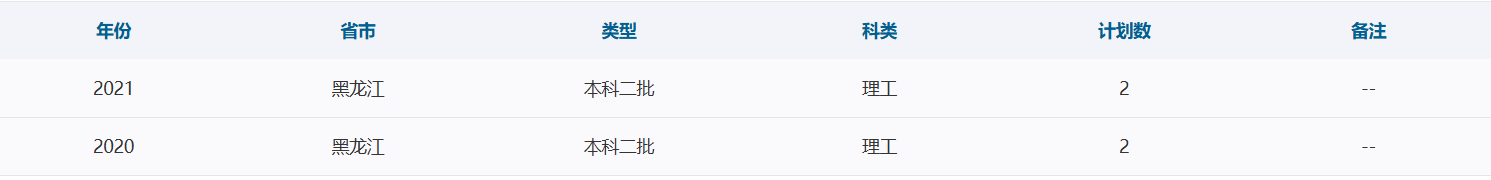 年份 省市 类型 科类 计划数 备注
2021 黑龙江 本科二批 理工 2 --
2020 黑龙江 本科二批 理工 2 --